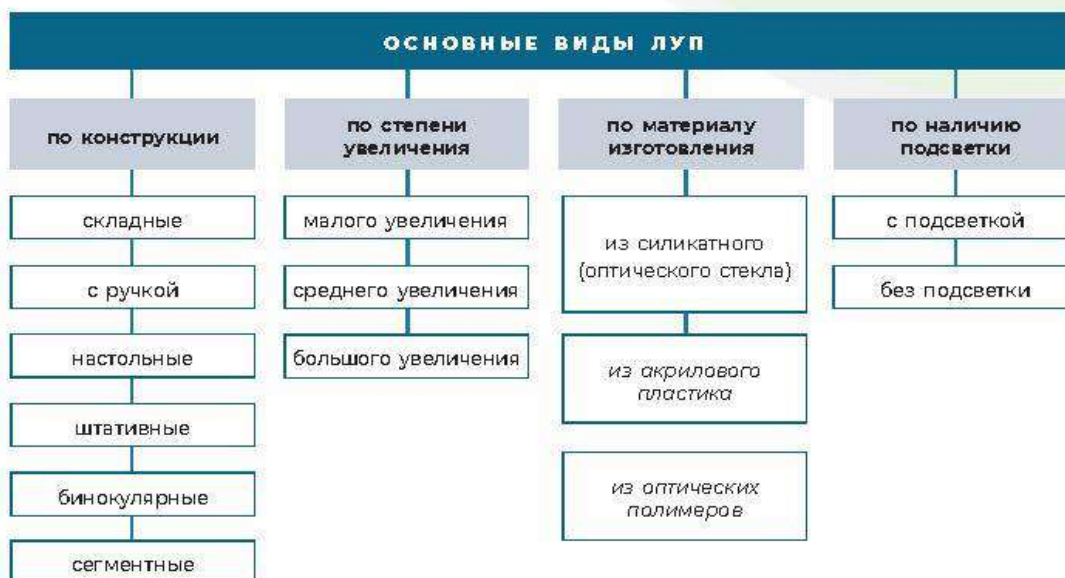 ОСНОВНЫЕ ВИДЫ ЛУП
по конструкции
складные
с ручкой
настольные
штативные
бинокулярные
сегментные
по степени
увеличения
малого увеличения
среднего увеличения
большого увеличения
по материалу
изготовления
из силикатного
(оптического стекла)
из акрилового
пластика
из оптических
полимеров
по наличию
подсветки
с подсветкой
без подсветки